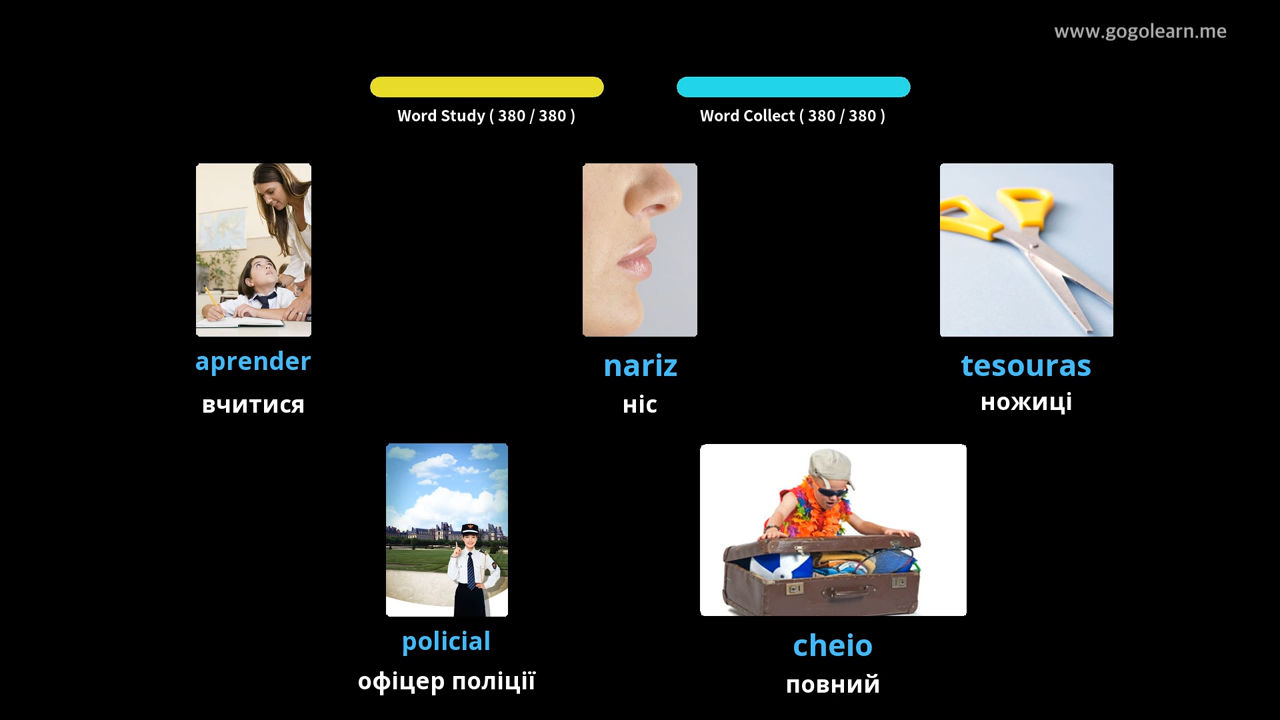 www.gogolearn.me
Word Study ( 380 / 380 )
Word Collect ( 380 / 380 )
aprender
вчитися
nariz
ніс
tesouras
ножиці
policial
офіцер поліції
cheio
повний